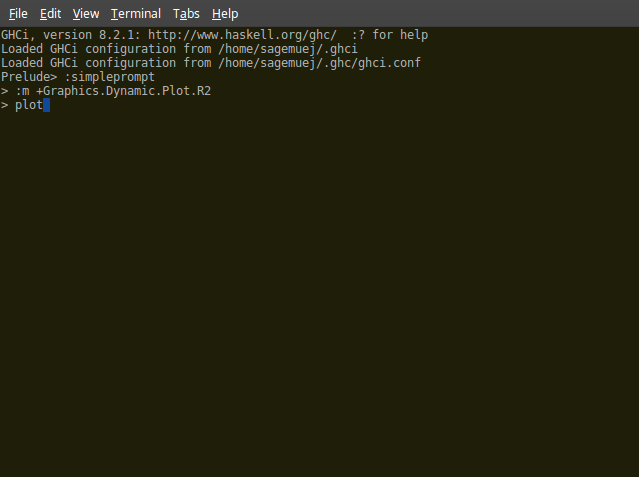 File Edit View Terminal Tabs Help
GHCi, version 8.2.1: http://www.haskell.org/ghc/  :? for help
Loaded GHCi configuration from /home/sagemuej/.ghci
Loaded GHCi configuration from /home/sagemuej/.ghc/ghci.conf
Prelude> :simpleprompt
> :m +Graphics.Dynamic.Plot.R2
> plot